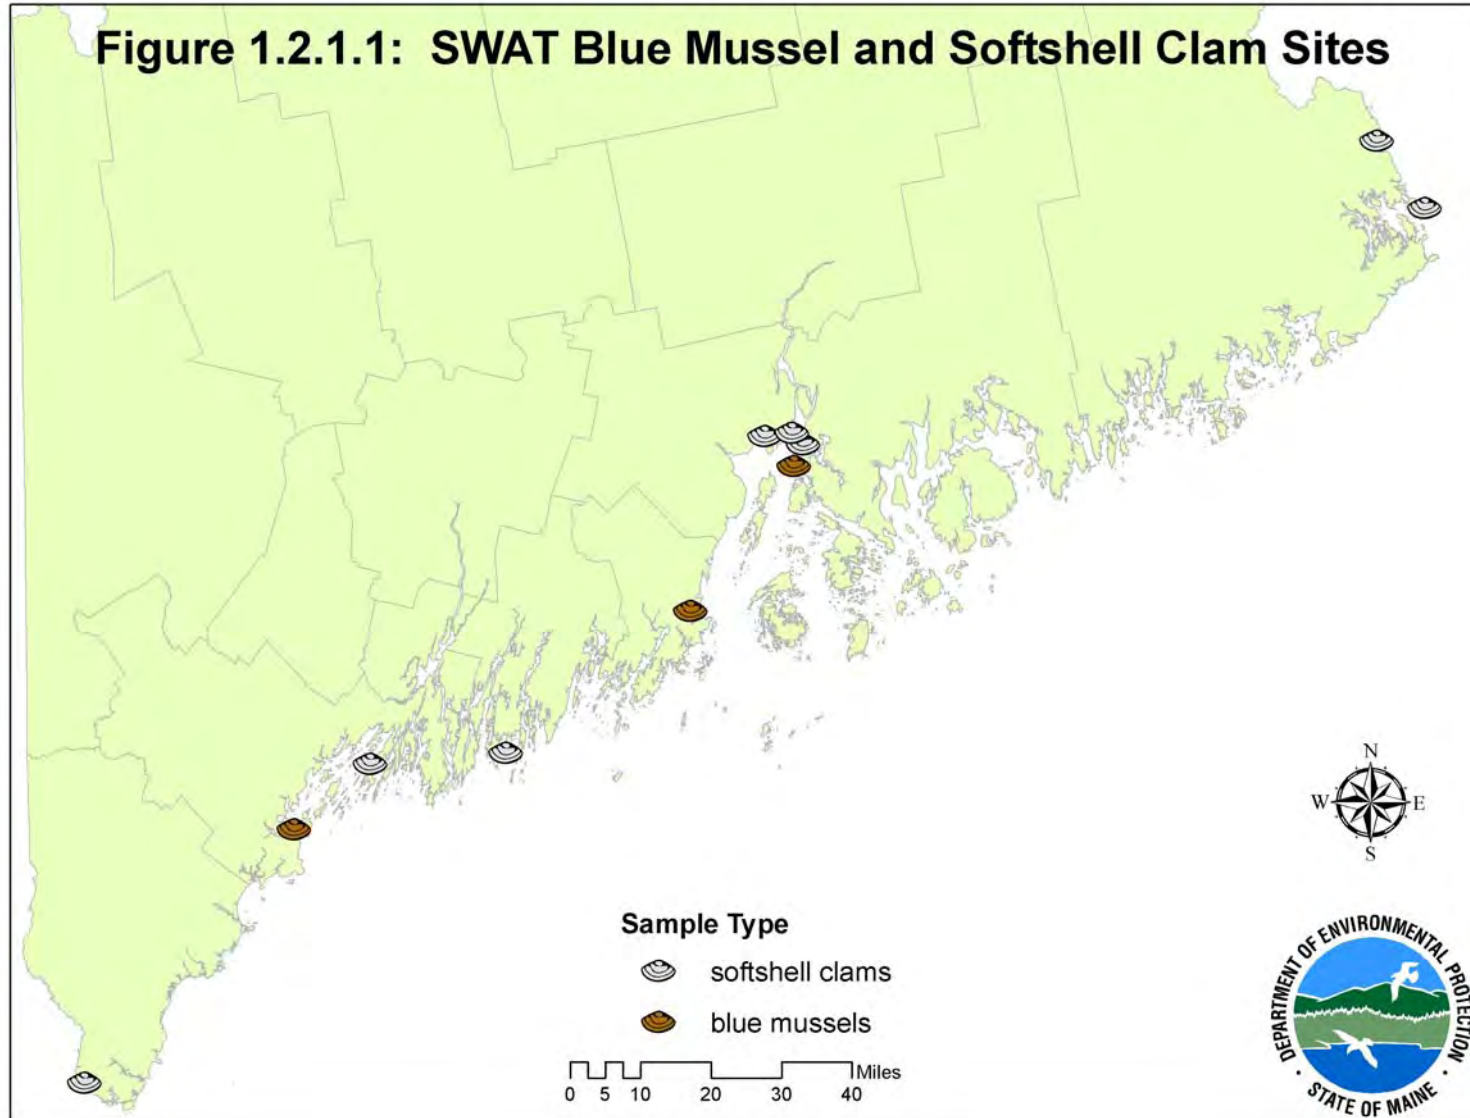 Figure 1.2.1.1: SWAT Blue Mussel and Softshell Clam Sites
N
W E
S
Sample Type
softshell clams
blue mussels
Miles
0 5 10 20 30 40
DEPARTMENT OF ENVIRONMENTAL PROTECTION
· STATE OF MAINE ·